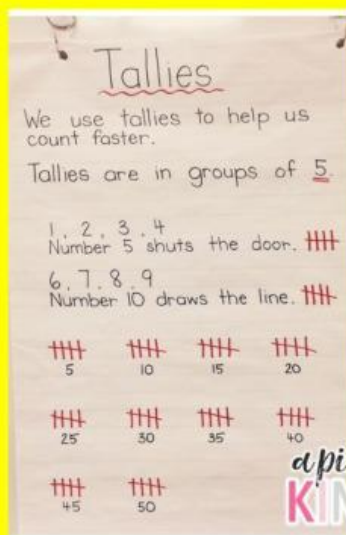 Tallies
We use tallies to help us
count faster.
Tallies are in groups of 5.
1, 2, 3, 4
Number 5 shuts the door.
6, 7, 8, 9
Number 10 draws the line.
5 10 15 20
25 30 35 40
45 50